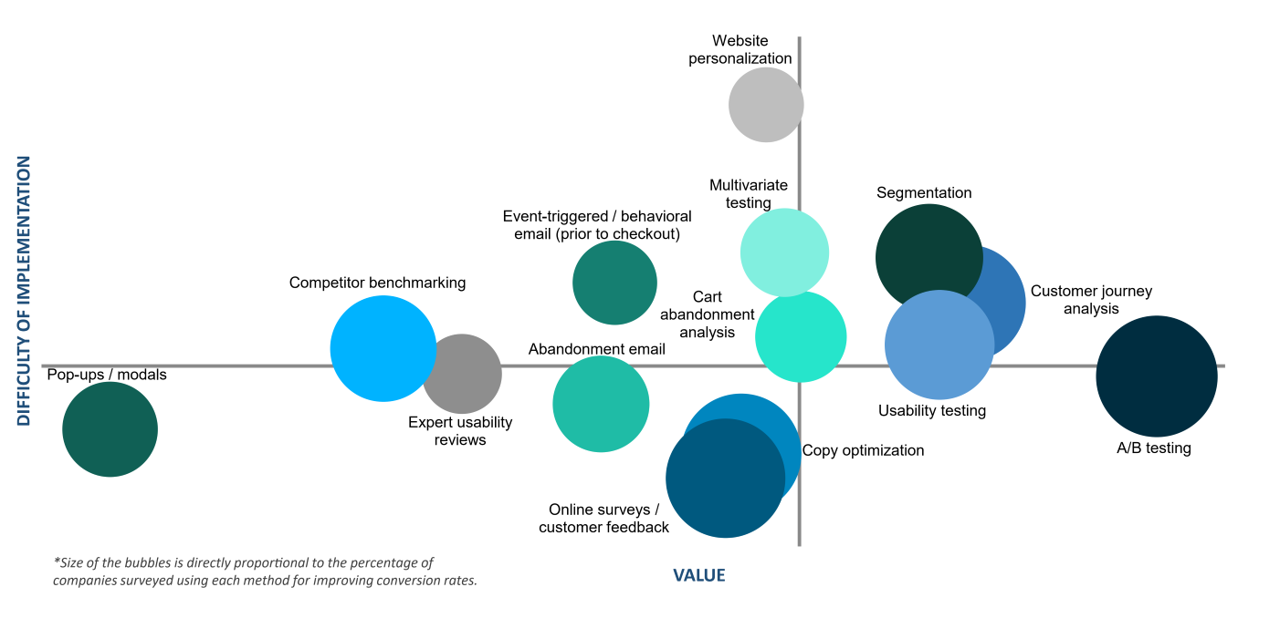 Website
personalization
Multivariate
testing
Segmentation
Event-triggered / behavioral
email (prior to checkout)
Competitor benchmarking
Cart
abandonment
analysis
Customer journey
analysis
Abandonment email
Pop-ups / modals
Expert usability
reviews
Usability testing
A/B testing
Copy optimization
Online surveys /
customer feedback
DIFFICULTY OF IMPLEMENTATION
VALUE
*Size of the bubbles is directly proportional to the percentage of
companies surveyed using each method for improving conversion rates.